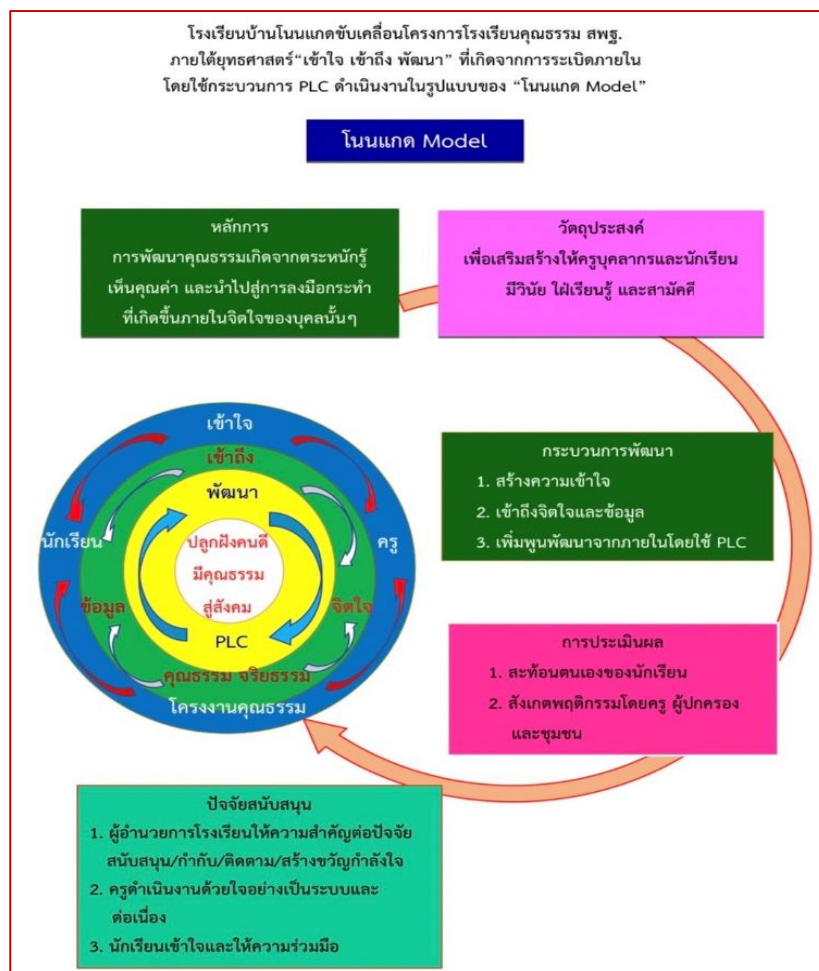 โรงเรียนบ้านโนนแกดขับเคลื่อนโครงการโรงเรียนคุณธรรม สพฐ.
ภายใต้ยุทธศาสตร์“เข้าใจ เข้าถึง พัฒนา” ที่เกิดจากการระเบิดภายใน
โดยใช้กระบวนการ PLC ดำเนินงานในรูปแบบของ “โนนแกด Model”
โนนแกด Model
หลักการ
การพัฒนาคุณธรรมเกิดจากตระหนักรู้
เห็นคุณค่า และนำไปสู่การลงมือกระทำ
ที่เกิดขึ้นภายในจิตใจของบุคลนั้นๆ
วัตถุประสงค์
เพื่อเสริมสร้างให้ครูบุคลากรและนักเรียน
มีวินัย ใฝ่เรียนรู้ และสามัคคี
เข้าใจ
เข้าถึง
พัฒนา
นักเรียน
ครู
ปลูกฝังคนดี
มีคุณธรรม
สู่สังคม
ข้อมูล
จิตใจ
PLC
คุณธรรม จริยธรรม
โครงงานคุณธรรม
กระบวนการพัฒนา
1. สร้างความเข้าใจ
2. เข้าถึงจิตใจและข้อมูล
3. เพิ่มพูนพัฒนาจากภายในโดยใช้ PLC
การประเมินผล
1. สะท้อนตนเองของนักเรียน
2. สังเกตพฤติกรรมโดยครู ผู้ปกครอง
และชุมชน
ปัจจัยสนับสนุน
1. ผู้อำนวยการโรงเรียนให้ความสำคัญต่อปัจจัย
สนับสนุน/กำกับ/ติดตาม/สร้างขวัญกำลังใจ
2. ครูดำเนินงานด้วยใจอย่างเป็นระบบและ
ต่อเนื่อง
3. นักเรียนเข้าใจและให้ความร่วมมือ